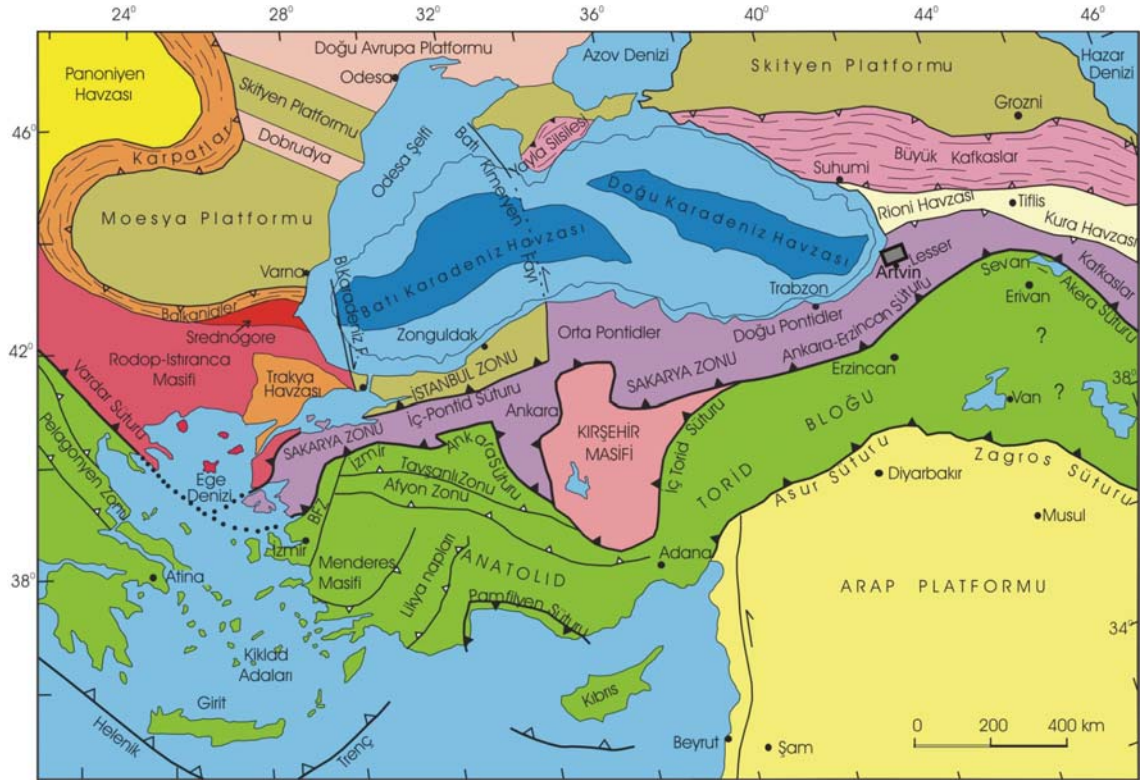 24° 28° 32° 36° 40° 44° 46°
Doğu Avrupa Platformu
Odesa
Azov Denizi
Hazar
Denizi
Panoniyen
Havzası
Skityen Platformu
Skityen Platformu
Grozni
46°
Dobrudya
Karpatlar
Odesa Şelfi
Batı Kırımeriyen Fayı
Yayla Silsilesi
Büyük Kafkaslar
Suhumi
Rioni Havzası
Tiflis
Kura Havzası
Moesya Platformu
Doğu Karadeniz Havzası
Batı Karadeniz Havzası
B.Karadeniz F.
Varna
Artvin
Lesser
Kafkaslar
Sevan
Akera Süturu
Erivan
Balkanidler
Srednogore
Zonguldak
Trabzon
Orta Pontidler
Doğu Pontidler
Ankara-Erzincan Süturu
42°
Rodop-Istıranca
Masifi
Trakya
Havzası
İSTANBUL ZONU
SAKARYA ZONU
Erzincan
?
38°
Vardar Süturu
İç-Pontid Süturu
Ankara
Van
?
Pelagoniyen Zonu
SAKARYA ZONU
KIRŞEHİR
MASİFİ
BLOĞU
Ege
Denizi
İzmir
Ankara Süturu
Tavşanlı Zonu
Afyon Zonu
İç Torid Süturu
TORİD
Asur Süturu
Diyarbakır
Zagros Süturu
Musul
BFZ
İzmir
Menderes
Masifi
Likya napları
ANATOLID
Pamfilyen Süturu
Adana
38°
Atina
ARAP PLATFORMU
34°
Kiklad
Adaları
Girit
Kıbrıs
Helenik
Trenç
Beyrut
Şam
0 200 400 km